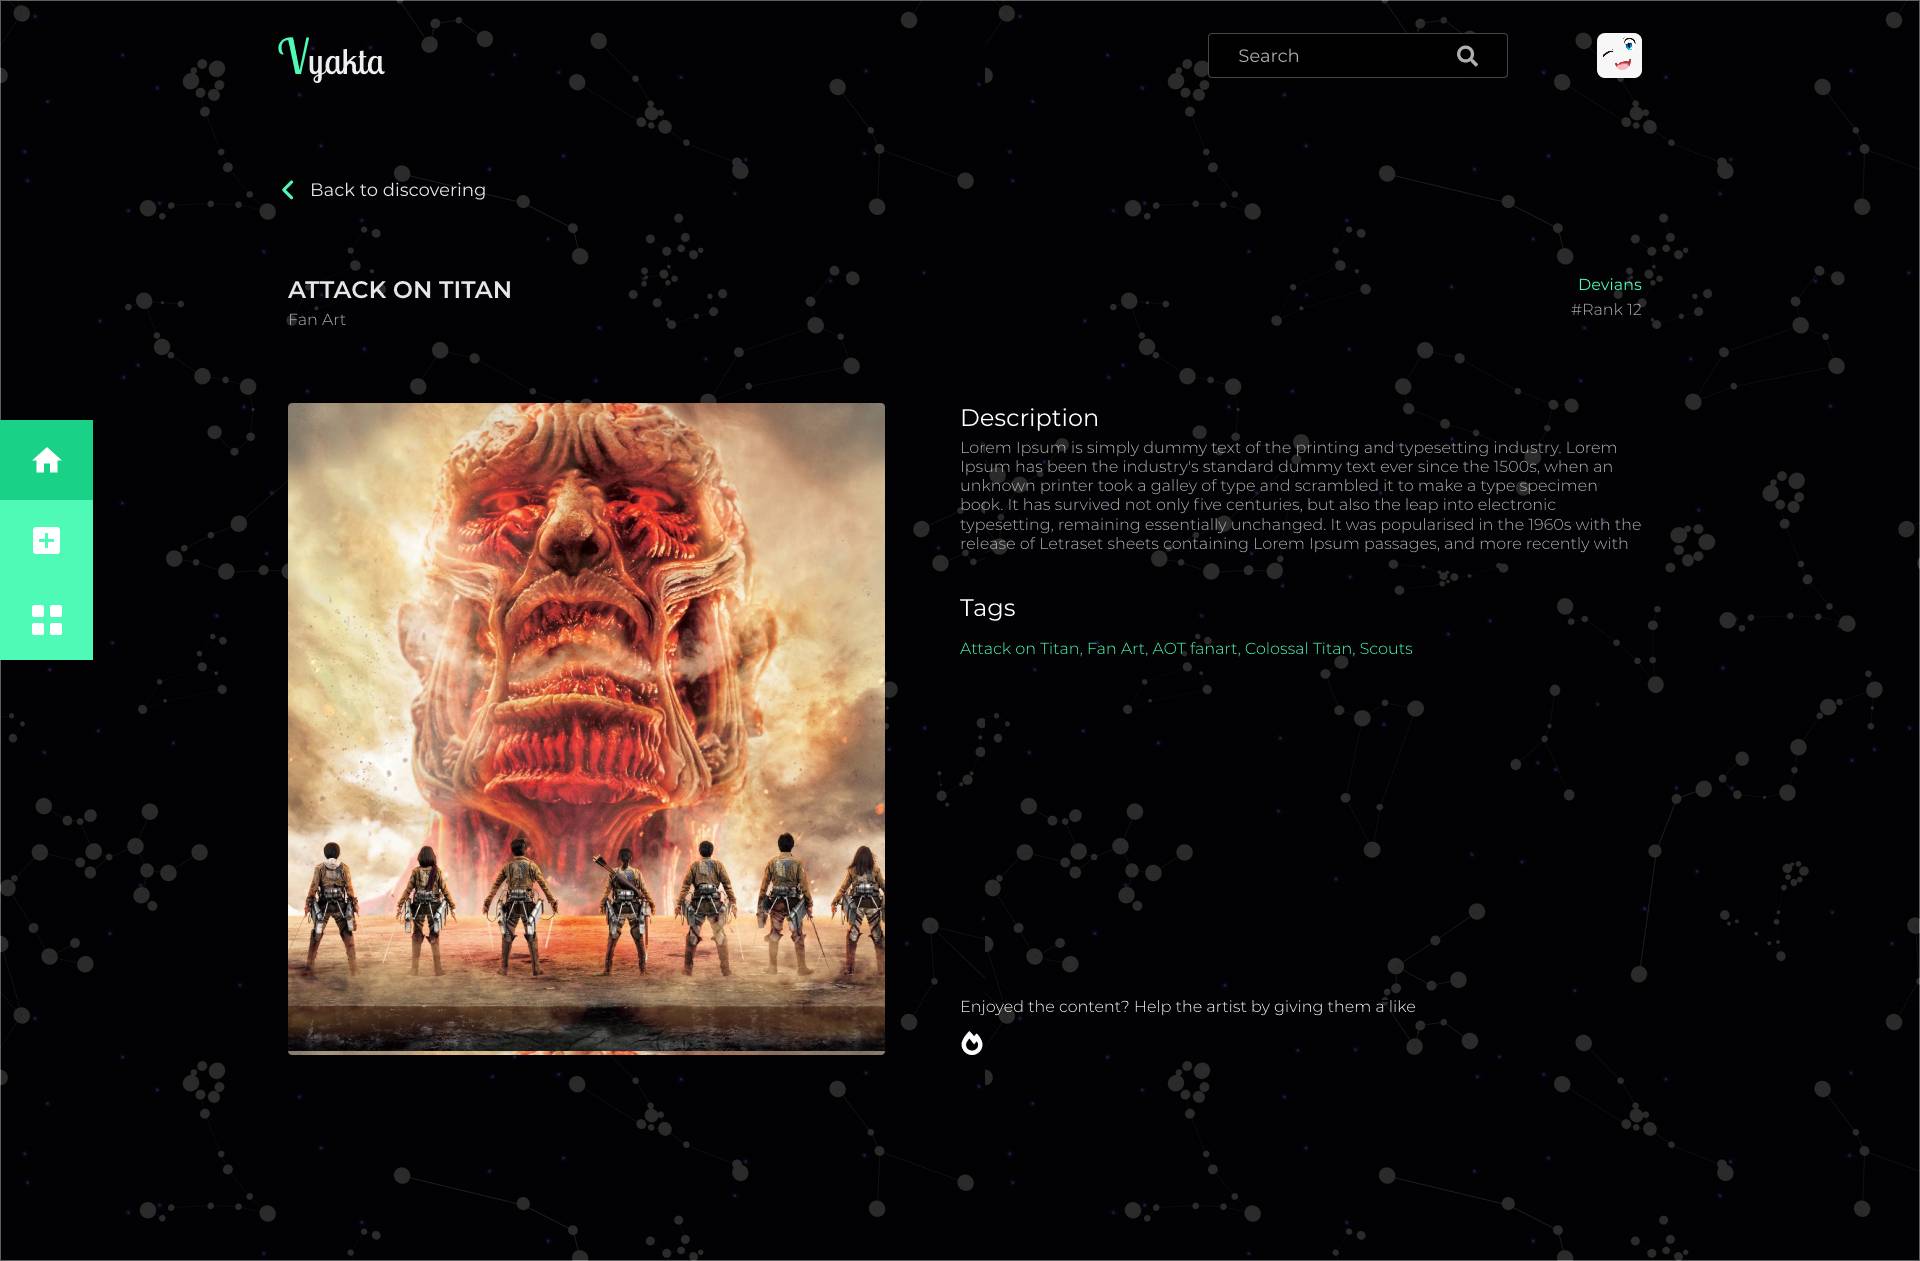 Vyakta
Search
Back to discovering
ATTACK ON TITAN
Fan Art
Devians
#Rank 12
Description
Lorem Ipsum is simply dummy text of the printing and typesetting industry. Lorem
Ipsum has been the industry's standard dummy text ever since the 1500s, when an
unknown printer took a galley of type and scrambled it to make a type specimen
book. It has survived not only five centuries, but also the leap into electronic
typesetting, remaining essentially unchanged. It was popularised in the 1960s with the
release of Letraset sheets containing Lorem Ipsum passages, and more recently with
Tags
Attack on Titan, Fan Art, AOT fanart, Colossal Titan, Scouts
Enjoyed the content? Help the artist by giving them a like